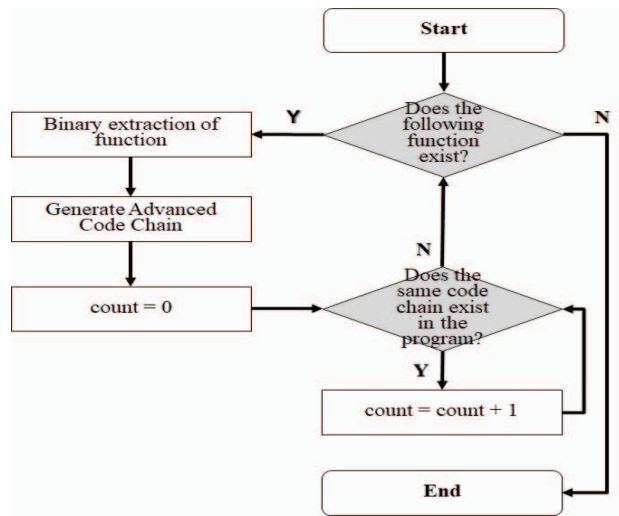 Start
Does the
following
function
exist?
Y
N
Binary extraction of
function
Generate Advanced
Code Chain
count = 0
N
Does the
same code
chain exist
in the
program?
Y
count = count + 1
End